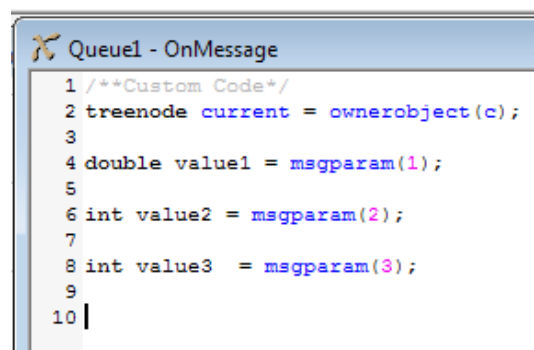 Queue1 - OnMessage
1 /**Custom Code*/
2 treenode current = ownerobject(c);
3
4 double value1 = msgparam(1);
5
6 int value2 = msgparam(2);
7
8 int value3  = msgparam(3);
9
10